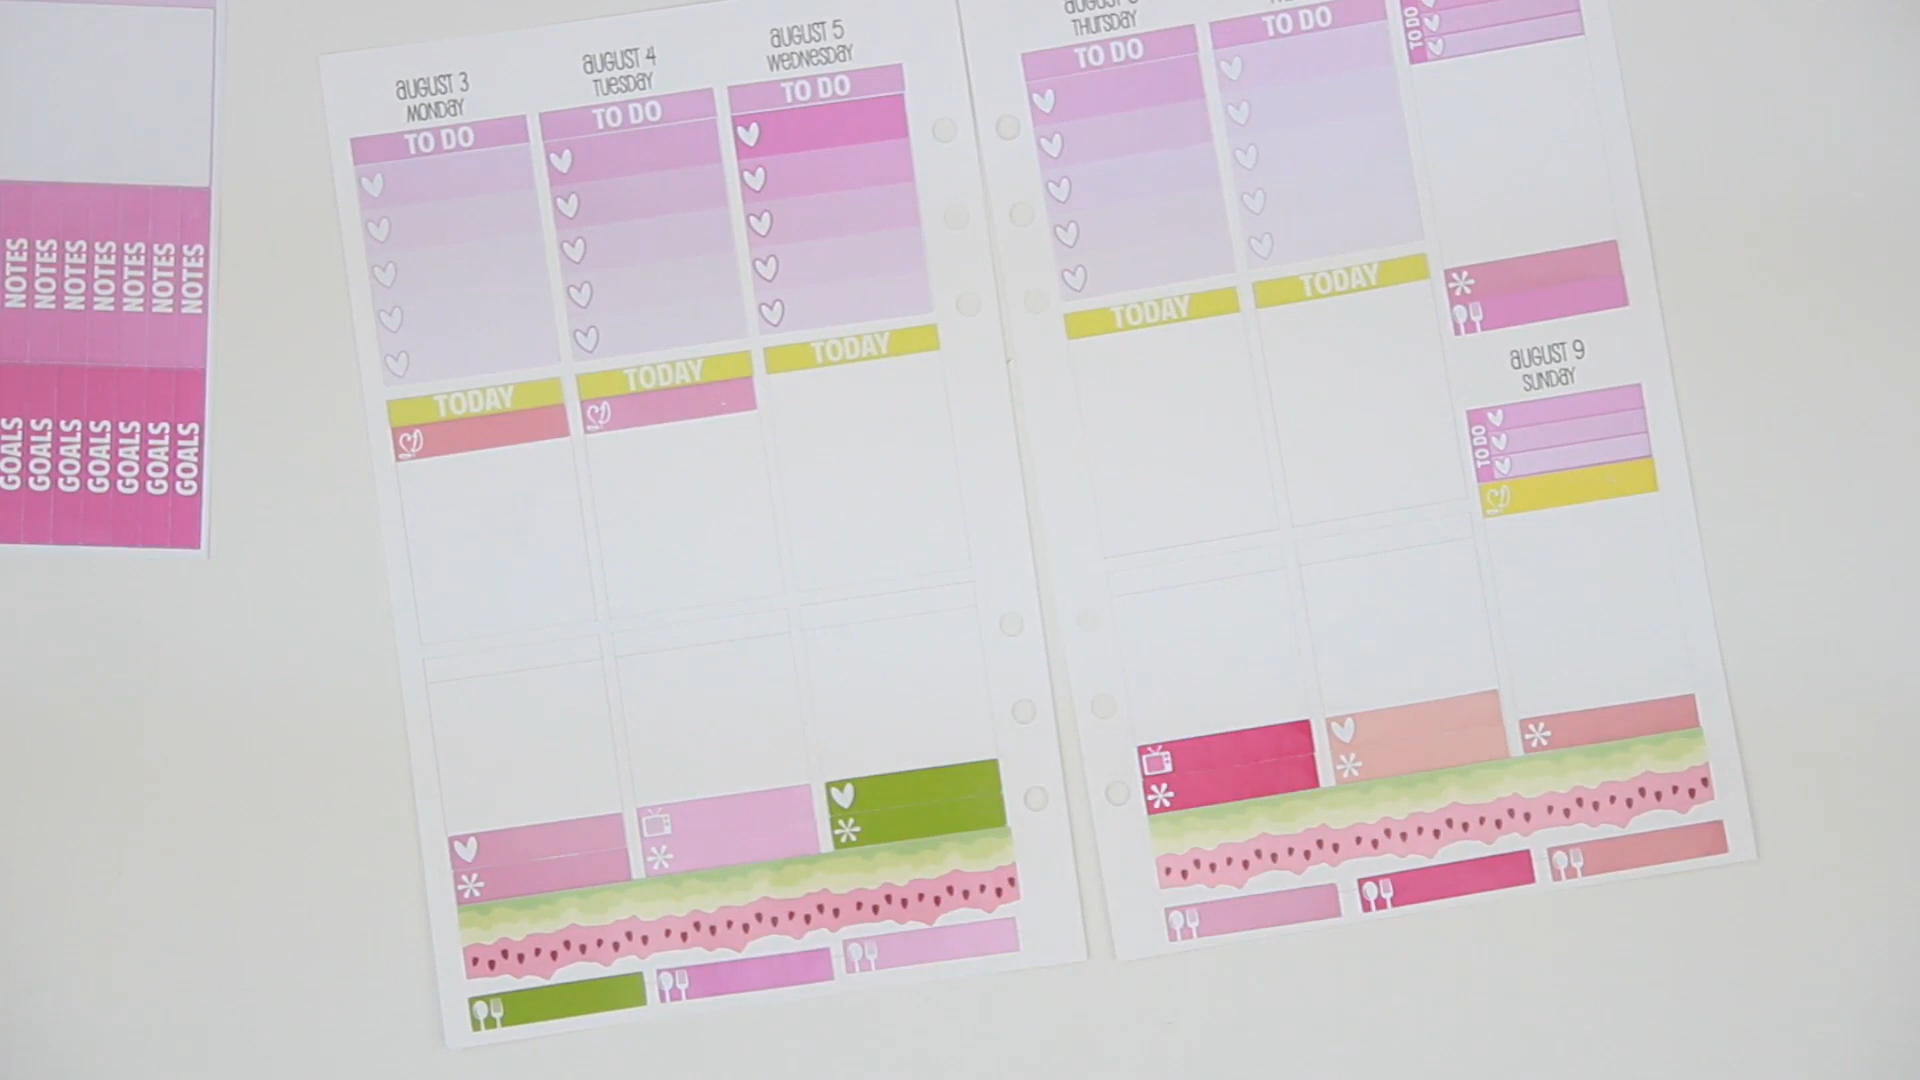 AUGUST 3
MONDAY
TO DO
TODAY
AUGUST 4
TUESDAY
TO DO
TODAY
AUGUST 5
WEDNESDAY
TO DO
TODAY
THURSDAY
TO DO
TODAY
TO DO
TODAY
TO DO
AUGUST 9
SUNDAY
TO DO
NOTES
NOTES
NOTES
NOTES
NOTES
NOTES
NOTES
GOALS
GOALS
GOALS
GOALS
GOALS
GOALS
GOALS